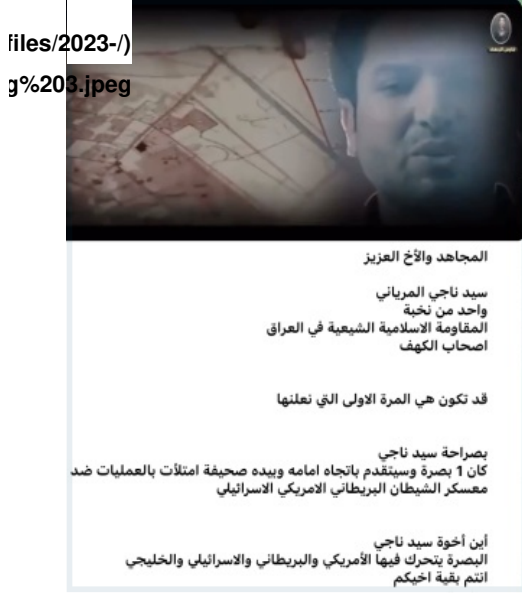 files/2023-/)
g%203.jpeg
المجاهد والأخ العزيز
سيد ناجي المرياني
واحد من نخبة
المقاومة الاسلامية الشيعية في العراق
اصحاب الكهف
قد تكون هي المرة الاولى التي نعلنها
بصراحة سيد ناجي
كان 1 بصرة وسيتقدم باتجاه امامه وبيده صحيفة امتلأت بالعمليات ضد
معسكر الشيطان البريطاني الامريكي الاسرائيلي
أين أخوة سيد ناجي
البصرة يتحرك فيها الأمريكي والبريطاني والاسرائيلي والخليجي
انتم بقية اخيكم